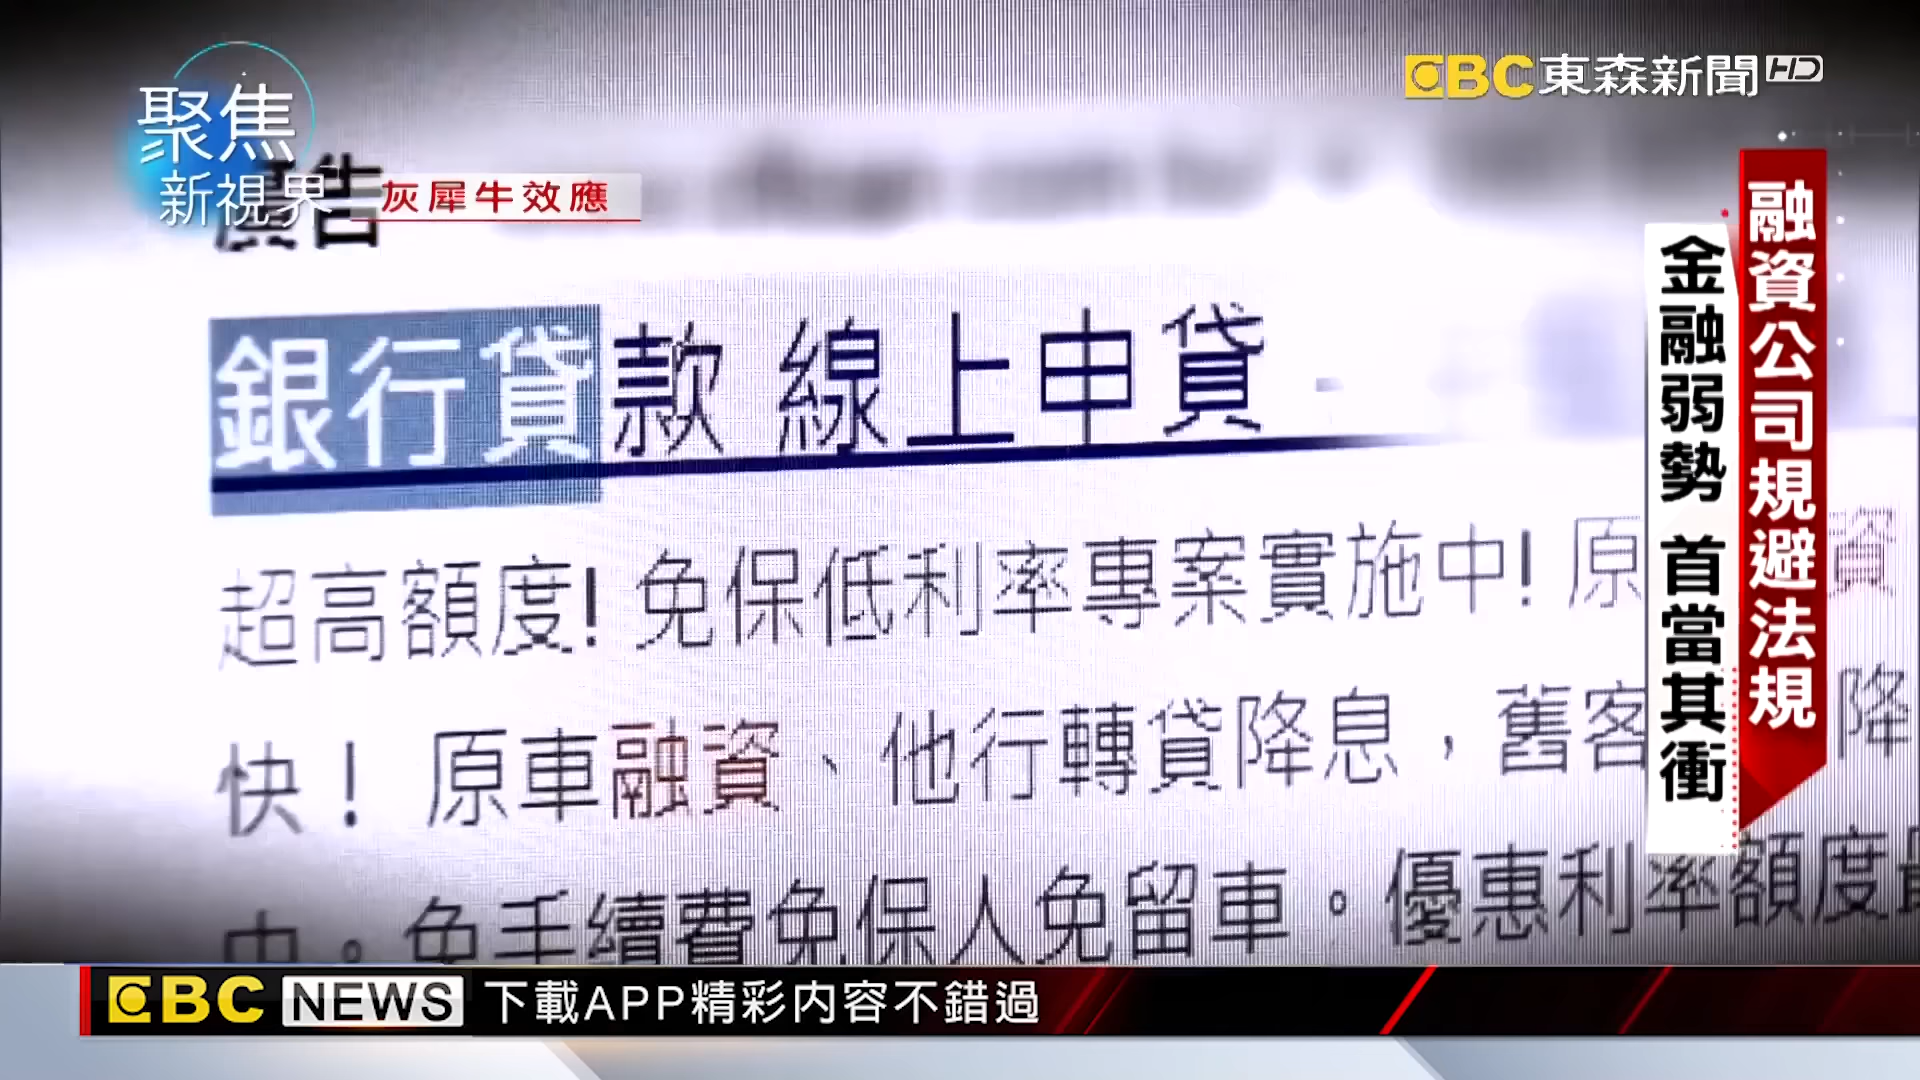 聚焦
新視界
灰犀牛效應
EBC東森新聞HD
廣告
銀行貸款 線上申貸
超高額度!免保低利率專案實施中!原 資
快!原車融資、他行轉貸降息,舊客 降
中。免手續費免保人免留車。優惠利率額度
融資公司規避法規
金融弱勢 首當其衝
EBC NEWS 下載APP精彩內容不錯過